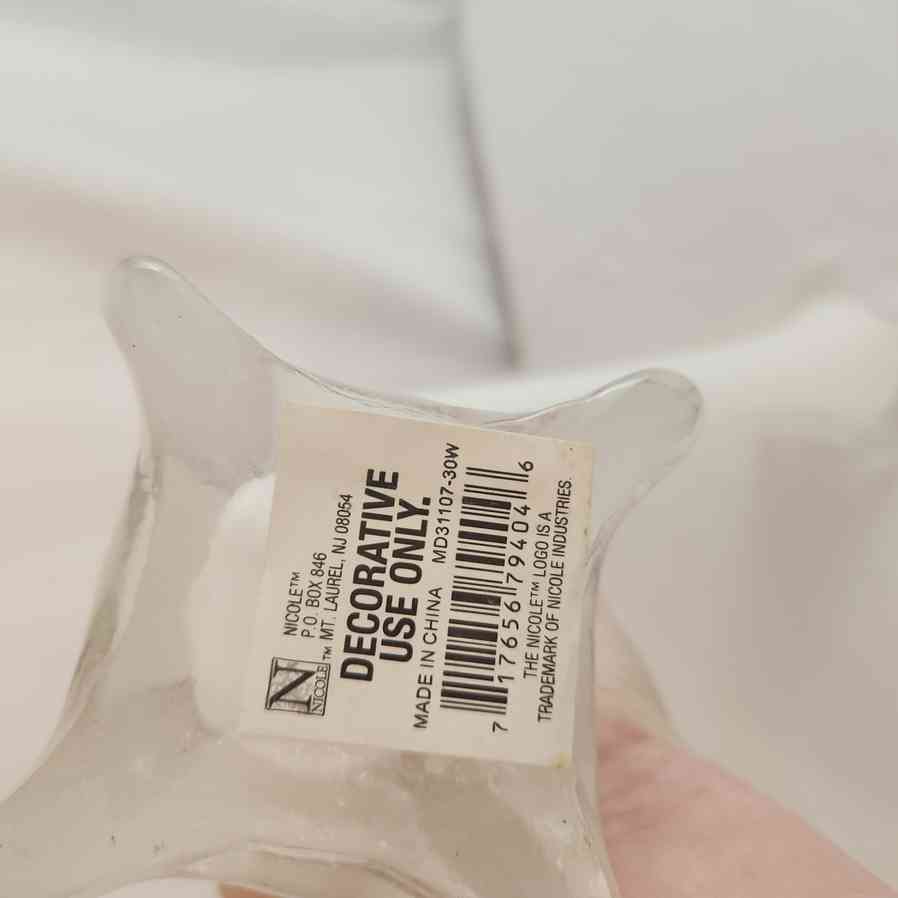 N
NICOLE™
NICOLE™
P.O. BOX 846
MT. LAUREL, NJ 08054
DECORATIVE
USE ONLY.
MADE IN CHINA MD31107-30W
7 17656 79404 6
THE NICOLE™ LOGO IS A
TRADEMARK OF NICOLE INDUSTRIES.